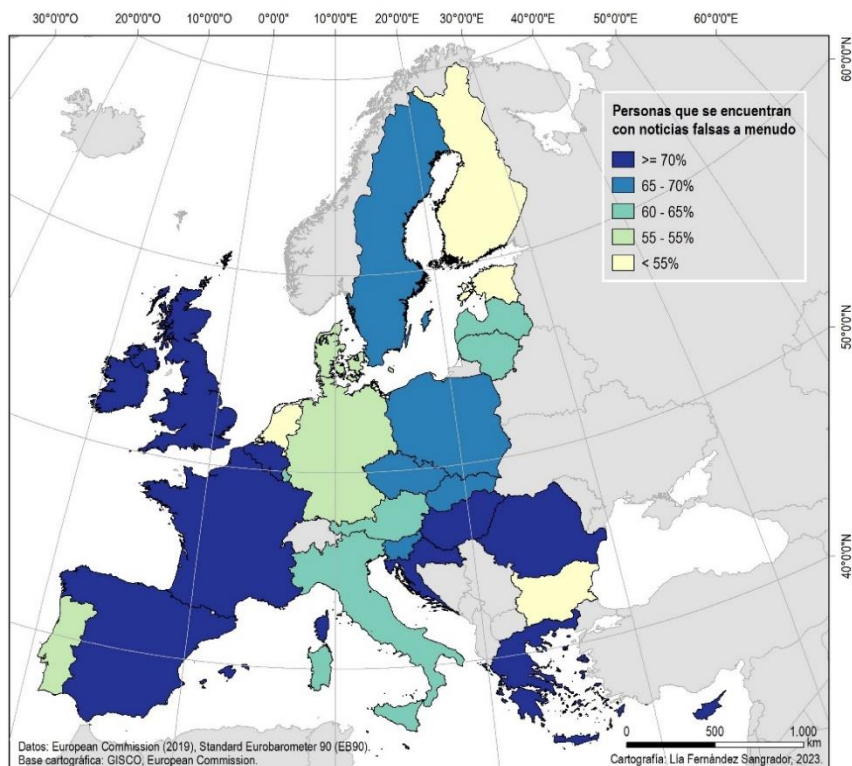 30°0'0"O 20°0'0"O 10°0'0"O 0°0'0" 10°0'0"E 20°0'0"E 30°0'0"E 40°0'0"E 50°0'0"E 60°0'0"E
60°0'0"N
Personas que se encuentran
con noticias falsas a menudo
>= 70%
65 - 70%
60 - 65%
55 - 55%
< 55%
50°0'0"N
40°0'0"N
0 500 1.000
km
Datos: European Commission (2019), Standard Eurobarometer 90 (EB90).
Base cartográfica: GISCO, European Commission.
Cartografía: Lla Fernández Sangrador, 2023.